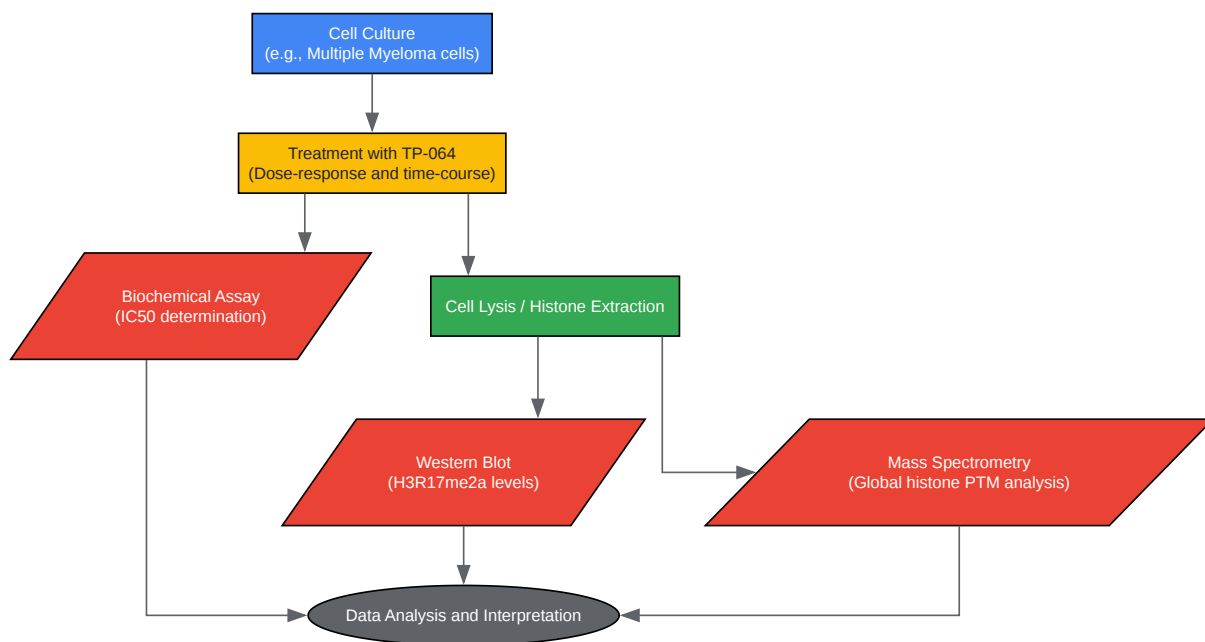 Cell Culture
(e.g., Multiple Myeloma cells)
Treatment with TP-064
(Dose-response and time-course)
Biochemical Assay
(IC50 determination)
Cell Lysis / Histone Extraction
Western Blot
(H3R17me2a levels)
Mass Spectrometry
(Global histone PTM analysis)
Data Analysis and Interpretation